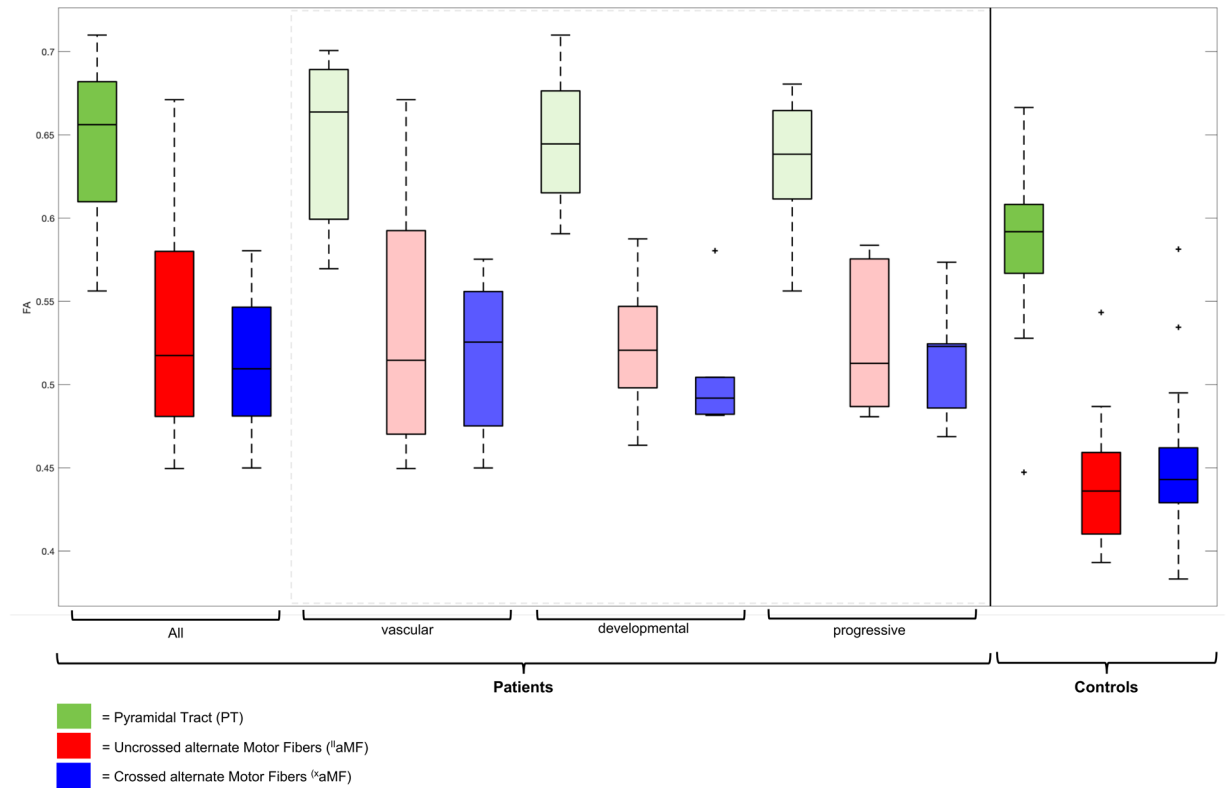 0.7
0.65
0.6
0.55
FA
0.5
0.45
0.4
All
vascular
developmental
progressive
Patients
Controls
= Pyramidal Tract (PT)
= Uncrossed alternate Motor Fibers (ᴵᴵaMF)
= Crossed alternate Motor Fibers ⁽ˣaMF)